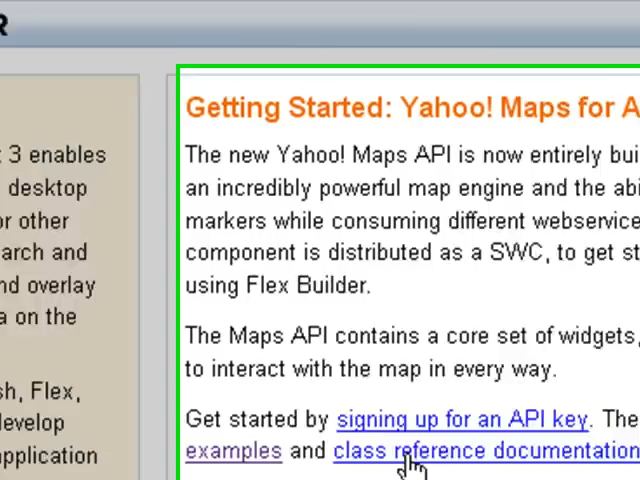 R
t 3 enables
desktop
or other
arch and
nd overlay
a on the
sh, Flex,
develop
application
Getting Started: Yahoo! Maps for A
The new Yahoo! Maps API is now entirely bui
an incredibly powerful map engine and the abi
markers while consuming different webservice
component is distributed as a SWC, to get st
using Flex Builder.
The Maps API contains a core set of widgets,
to interact with the map in every way.
Get started by signing up for an API key. The
examples and class reference documentation